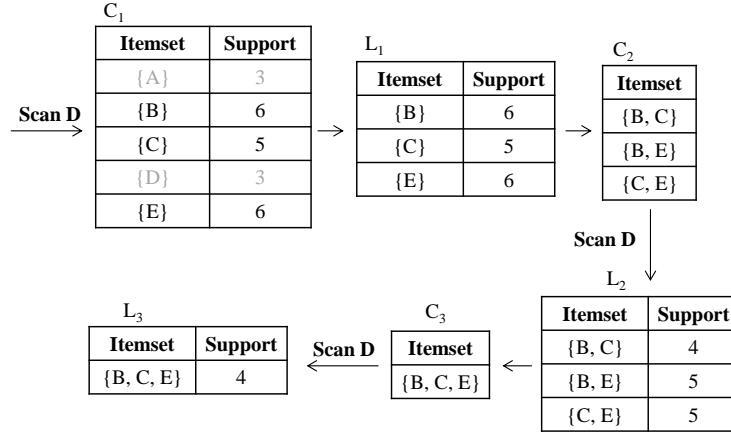 C₁
Itemset Support
{A} 3
Scan D
{B} 6
{C} 5
{D} 3
{E} 6
L₁
Itemset Support
{B} 6
{C} 5
{E} 6
C₂
Itemset
{B, C}
{B, E}
{C, E}
Scan D
L₂
Itemset Support
{B, C} 4
{B, E} 5
{C, E} 5
C₃
Itemset
{B, C, E}
Scan D
L₃
Itemset Support
{B, C, E} 4